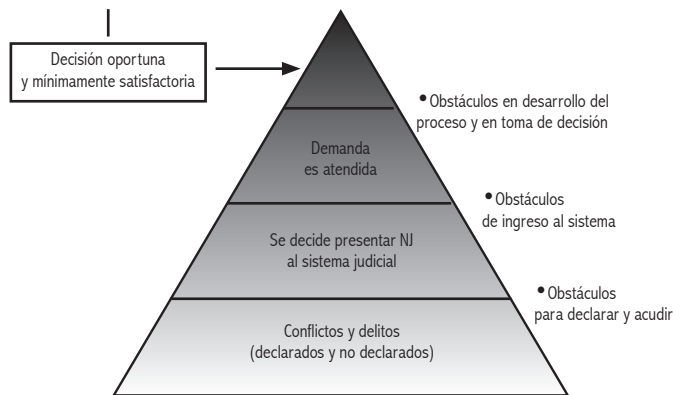 Decisión oportuna
y mínimamente satisfactoria
• Obstáculos en desarrollo del
proceso y en toma de decisión
Demanda
es atendida
• Obstáculos
de ingreso al sistema
Se decide presentar NJ
al sistema judicial
• Obstáculos
para declarar y acudir
Conflictos y delitos
(declarados y no declarados)